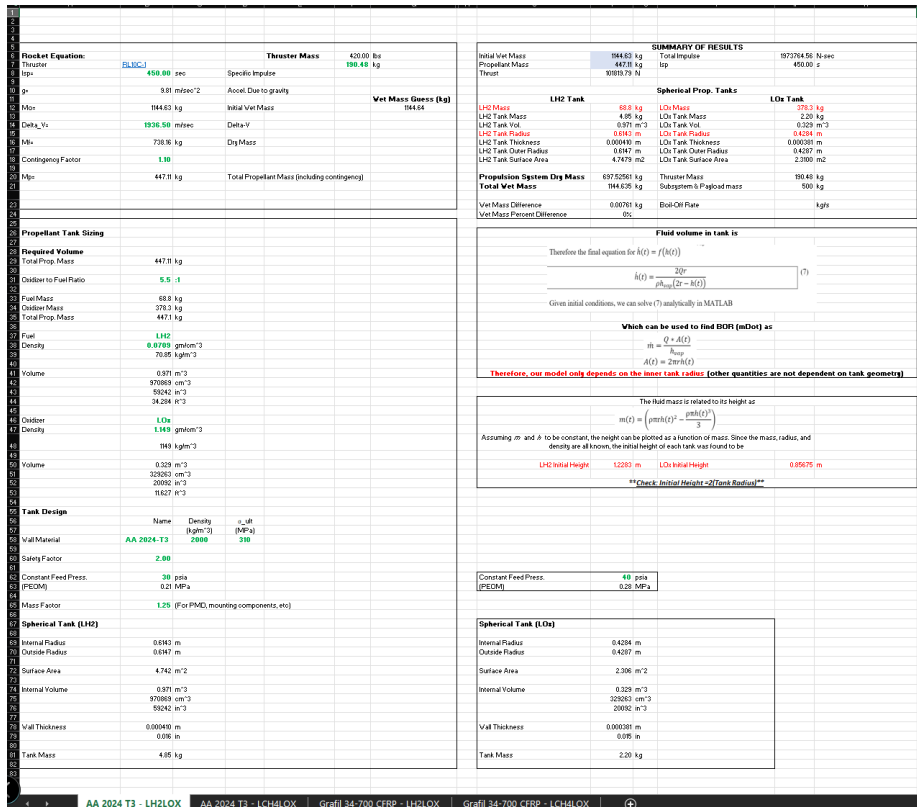 Rocket Equation: Thruster Mass 420.00 lbs
Thruster RL10C-1 190.48 kg
Isp= 450.00 sec Specific Impulse
g= 9.81 m/sec^2 Accel. Due to gravity
Wet Mass Guess (kg)
Mo= 1144.63 kg Initial Wet Mass 1144.64
Delta_V= 1936.50 m/sec Delta-V
Mf= 738.16 kg Dry Mass
Contingency Factor 1.10
Mp= 447.11 kg Total Propellant Mass (including contingency)
SUMMARY OF RESULTS
Initial Wet Mass 1144.63 kg Total Impulse 1973764.56 N-sec
Propellant Mass 447.11 kg Isp 450.00 s
Thrust 101819.79 N
Spherical Prop. Tanks
LH2 Tank LOx Tank
LH2 Mass 68.8 kg LOx Mass 378.3 kg
LH2 Tank Mass 4.85 kg LOx Tank Mass 2.20 kg
LH2 Tank Vol. 0.971 m^3 LOx Tank Vol. 0.329 m^3
LH2 Tank Radius 0.6143 m LOx Tank Radius 0.4284 m
LH2 Tank Thickness 0.000410 m LOx Tank Thickness 0.000381 m
LH2 Tank Outer Radius 0.6147 m LOx Tank Outer Radius 0.4287 m
LH2 Tank Surface Area 4.7479 m2 LOx Tank Surface Area 2.3100 m2
Propulsion System Dry Mass 697.52561 kg Thruster Mass 190.48 kg
Total Wet Mass 1144.635 kg Subsystem & Payload mass 500 kg
Wet Mass Difference 0.00761 kg Boil-Off Rate kg/s
Wet Mass Percent Difference 0%
Propellant Tank Sizing
Required Volume
Total Prop. Mass 447.11 kg
Oxidizer to Fuel Ratio 5.5 :1
Fuel Mass 68.8 kg
Oxidizer Mass 378.3 kg
Total Prop. Mass 447.1 kg
Fuel LH2
Density 0.0709 gm/cm^3
70.85 kg/m^3
Volume 0.971 m^3
970869 cm^3
59242 in^3
34.284 ft^3
Oxidizer LOx
Density 1.149 gm/cm^3
1149 kg/m^3
Volume 0.329 m^3
329263 cm^3
20092 in^3
11.627 ft^3
Fluid volume in tank is
Therefore the final equation for ḣ(t) = f(h(t))
ḣ(t) = 2Qr / ρh_vap(2r − h(t)) (7)
Given initial conditions, we can solve (7) analytically in MATLAB
Which can be used to find BOR (mDot) as
ṁ = Q * A(t) / h_vap
A(t) = 2πrh(t)
Therefore, our model only depends on the inner tank radius (other quantities are not dependent on tank geometry)
The fluid mass is related to its height as
m(t) = (ρπrh(t)² − ρπh(t)³ / 3)
Assuming m and h to be constant, the height can be plotted as a function of mass. Since the mass, radius, and
density are all known, the initial height of each tank was found to be
LH2 Initial Height 1.2283 m LOx Initial Height 0.85675 m
**Check: Initial Height =2(Tank Radius)**
Tank Design
Name Density σ_ult
(kg/m^3) (MPa)
Wall Material AA 2024-T3 2000 310
Safety Factor 2.00
Constant Feed Press. 30 psia
(PEOM) 0.21 MPa
Mass Factor 1.25 (For PMD, mounting components, etc)
Constant Feed Press. 40 psia
(PEOM) 0.28 MPa
Spherical Tank (LH2)
Internal Radius 0.6143 m
Outside Radius 0.6147 m
Surface Area 4.742 m^2
Internal Volume 0.971 m^3
970869 cm^3
59242 in^3
Wall Thickness 0.000410 m
0.016 in
Tank Mass 4.85 kg
Spherical Tank (LOx)
Internal Radius 0.4284 m
Outside Radius 0.4287 m
Surface Area 2.306 m^2
Internal Volume 0.329 m^3
329263 cm^3
20092 in^3
Wall Thickness 0.000381 m
0.015 in
Tank Mass 2.20 kg
AA 2024 T3 - LH2LOX AA 2024 T3 - LCH4LOX Grafil 34-700 CFRP - LH2LOX Grafil 34-700 CFRP - LCH4LOX